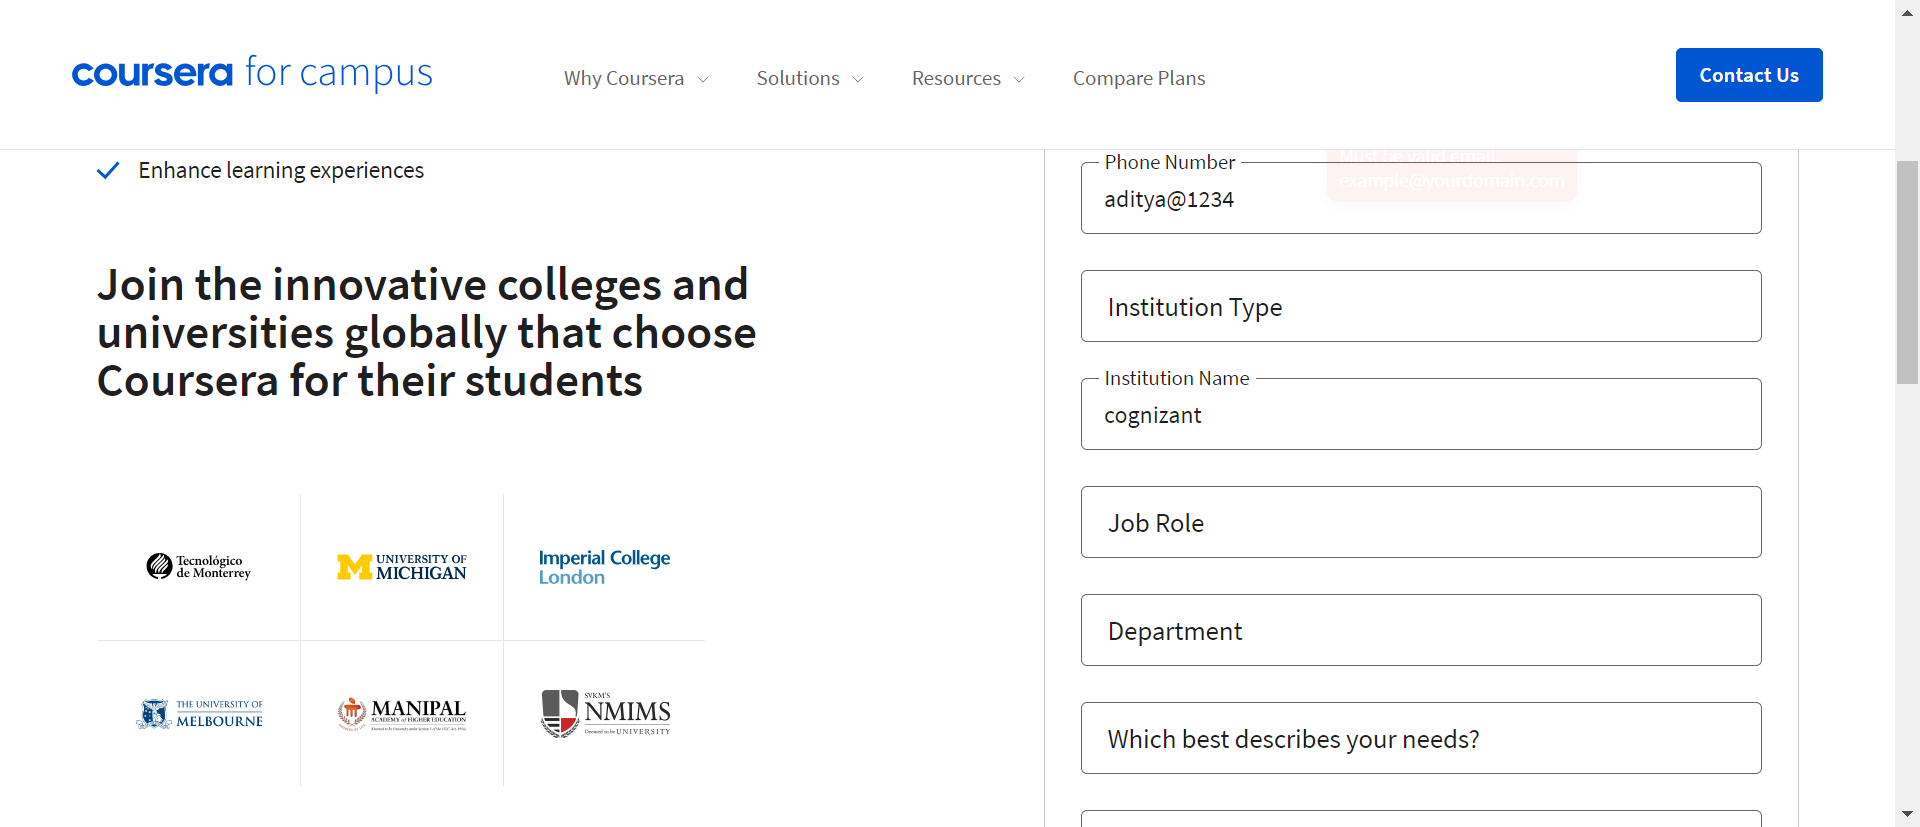 coursera for campus
Why Coursera
Solutions
Resources
Compare Plans
Contact Us
Enhance learning experiences
Join the innovative colleges and
universities globally that choose
Coursera for their students
Tecnológico
de Monterrey
M UNIVERSITY OF
MICHIGAN
Imperial College
London
THE UNIVERSITY OF
MELBOURNE
MANIPAL
ACADEMY of HIGHER EDUCATION
SVKM'S
NMIMS
Deemed to be UNIVERSITY
Must be valid email
example@yourdomain.com
Phone Number
aditya@1234
Institution Type
Institution Name
cognizant
Job Role
Department
Which best describes your needs?